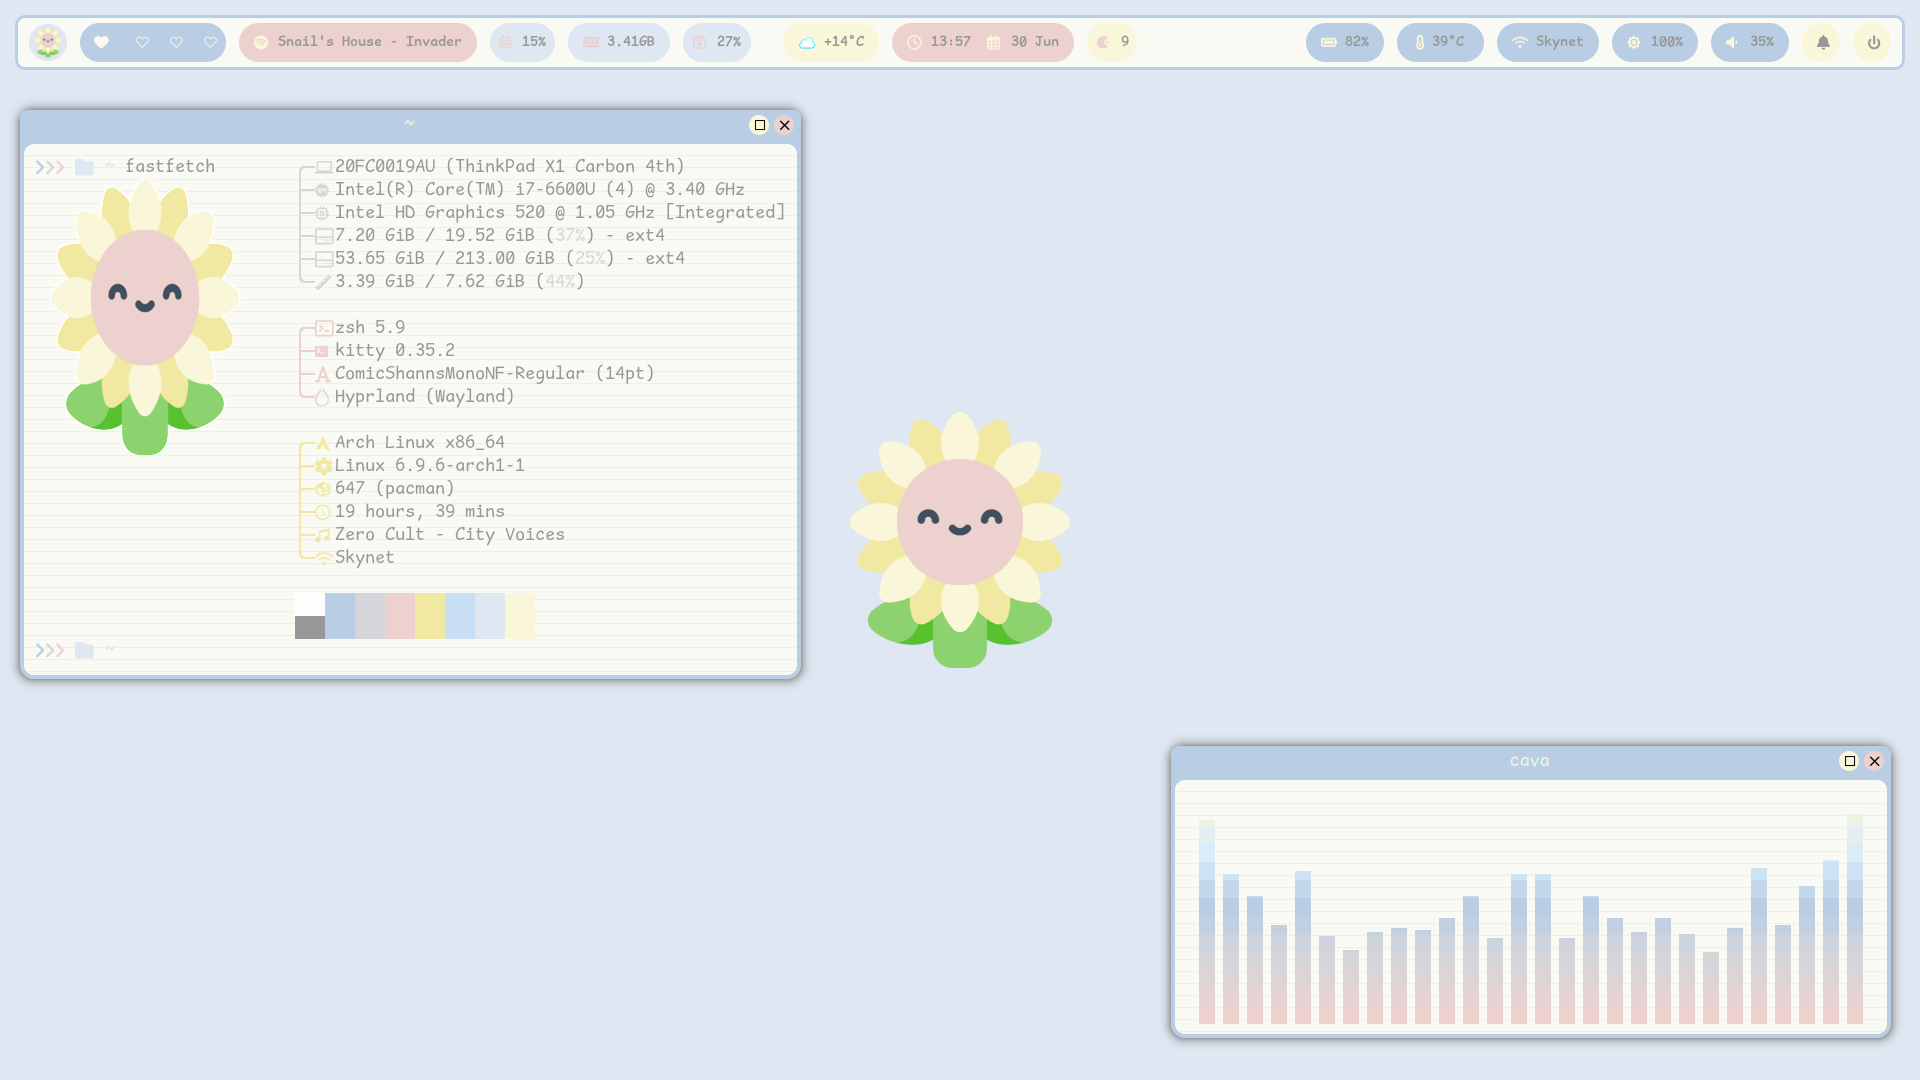 Snail's House - Invader 15% 3.41GB 27% +14°C 13:57 30 Jun 9 82% 39°C Skynet 100% 35%
~
~ fastfetch
20FC0019AU (ThinkPad X1 Carbon 4th)
Intel(R) Core(TM) i7-6600U (4) @ 3.40 GHz
Intel HD Graphics 520 @ 1.05 GHz [Integrated]
7.20 GiB / 19.52 GiB (37%) - ext4
53.65 GiB / 213.00 GiB (25%) - ext4
3.39 GiB / 7.62 GiB (44%)
zsh 5.9
kitty 0.35.2
ComicShannsMonoNF-Regular (14pt)
Hyprland (Wayland)
Arch Linux x86_64
Linux 6.9.6-arch1-1
647 (pacman)
19 hours, 39 mins
Zero Cult - City Voices
Skynet
~
cava